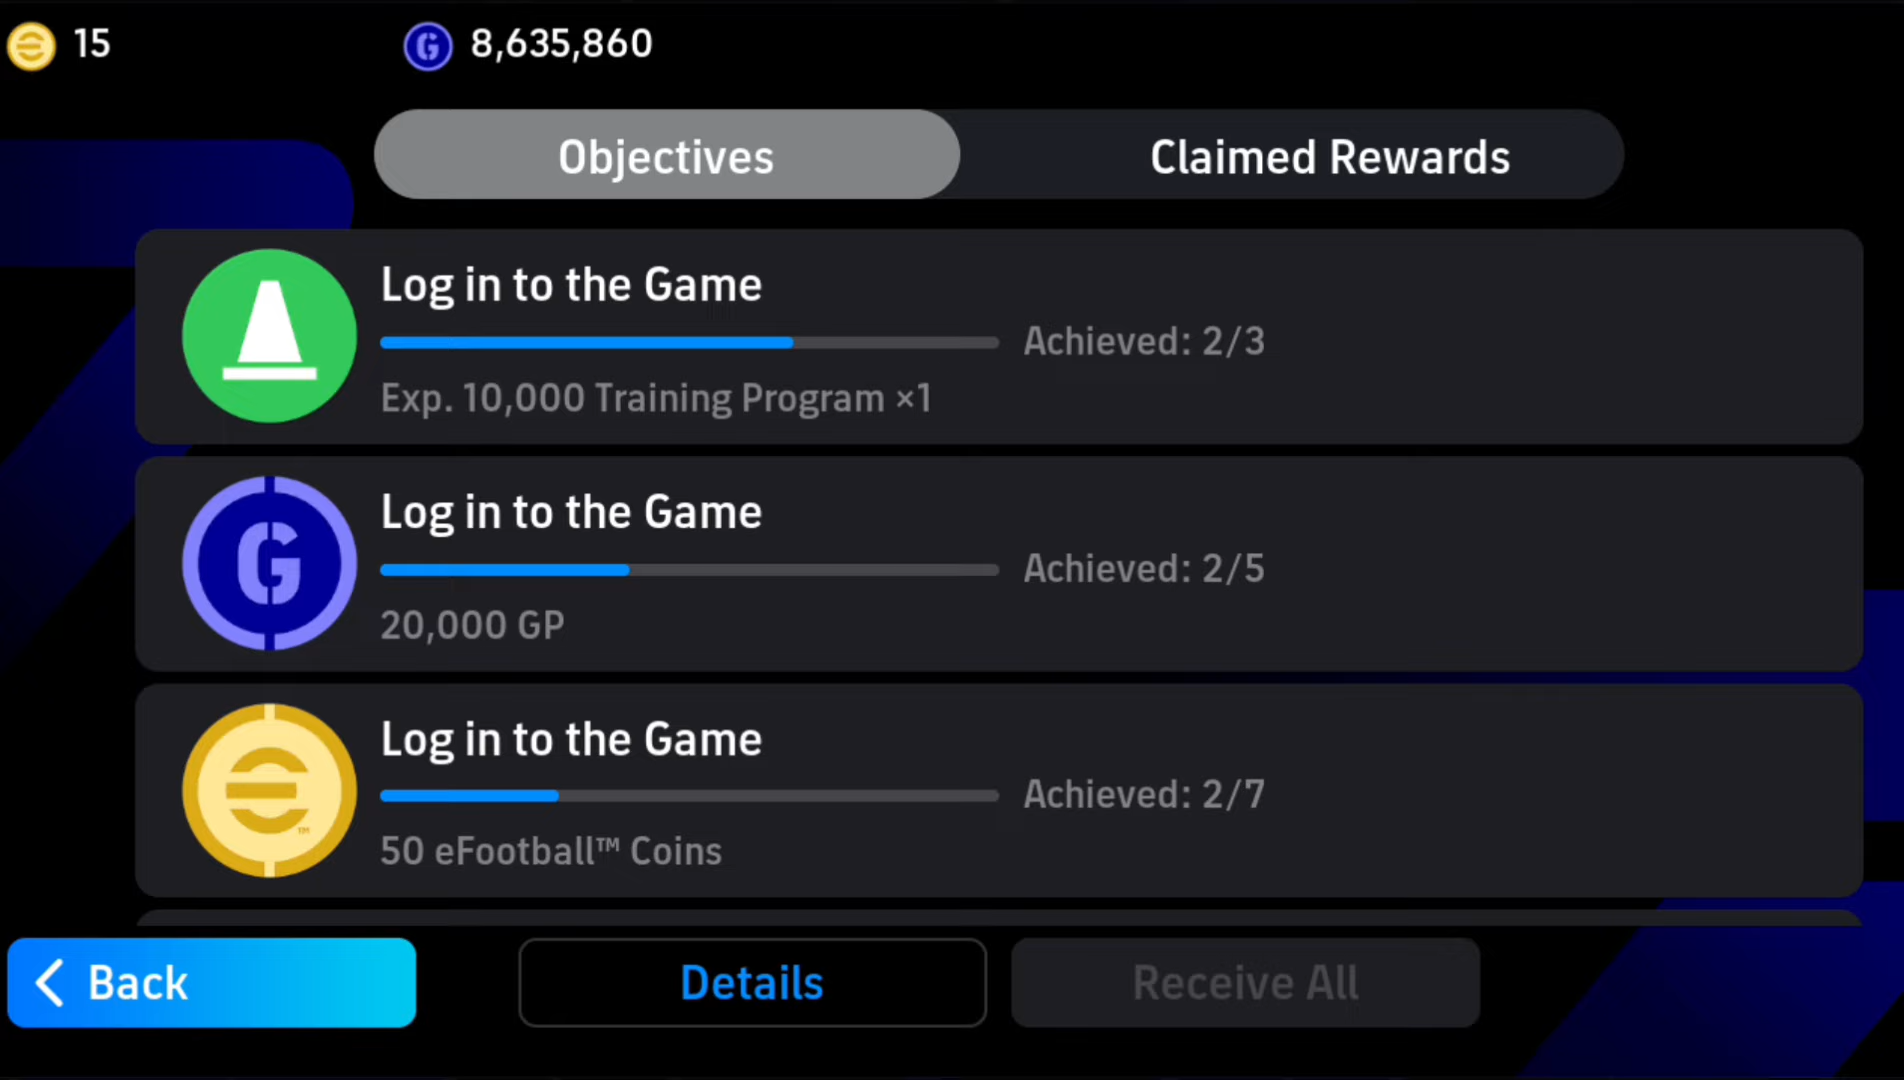 15
8,635,860
Objectives
Claimed Rewards
Log in to the Game
Achieved: 2/3
Exp. 10,000 Training Program ×1
G
Log in to the Game
Achieved: 2/5
20,000 GP
Log in to the Game
Achieved: 2/7
50 eFootball™ Coins
Back
Details
Receive All